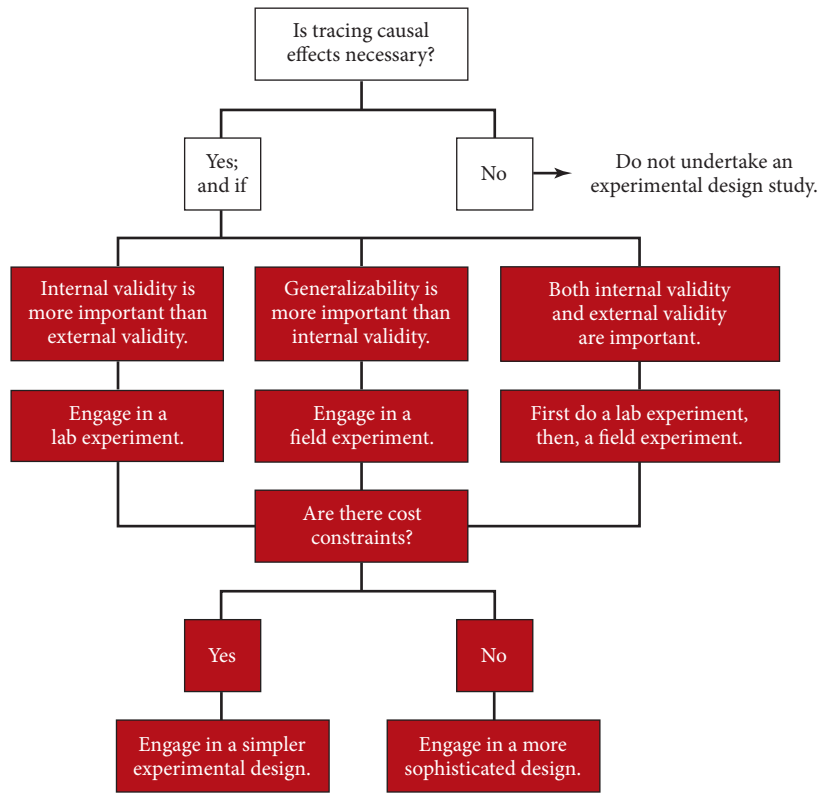 Is tracing causal
effects necessary?
Yes;
and if
No
Do not undertake an
experimental design study.
Internal validity is
more important than
external validity.
Generalizability is
more important than
internal validity.
Both internal validity
and external validity
are important.
Engage in a
lab experiment.
Engage in a
field experiment.
First do a lab experiment,
then, a field experiment.
Are there cost
constraints?
Yes
No
Engage in a simpler
experimental design.
Engage in a more
sophisticated design.